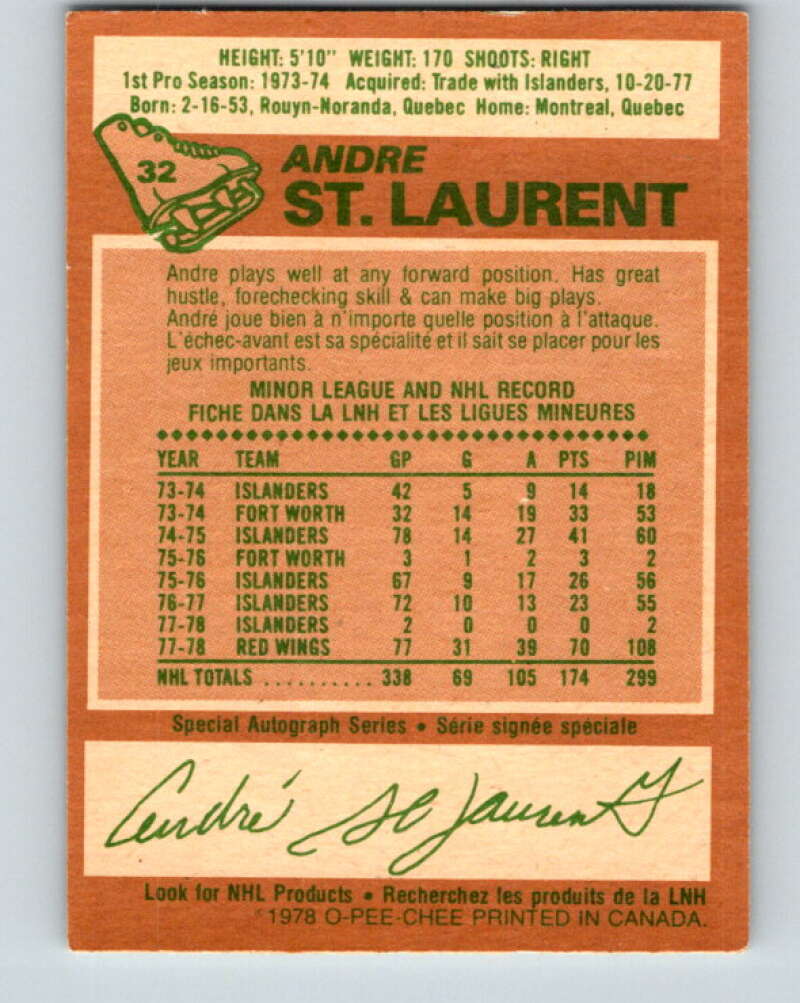 HEIGHT: 5'10" WEIGHT: 170 SHOOTS: RIGHT
1st Pro Season: 1973-74 Acquired: Trade with Islanders, 10-20-77
Born: 2-16-53, Rouyn-Noranda, Quebec Home: Montreal, Quebec
32
ANDRE
ST. LAURENT
Andre plays well at any forward position. Has great
hustle, forechecking skill & can make big plays.
André joue bien à n'importe quelle position à l'attaque.
L'échec-avant est sa spécialité et il sait se placer pour les
jeux importants.
MINOR LEAGUE AND NHL RECORD
FICHE DANS LA LNH ET LES LIGUES MINEURES
YEAR TEAM GP G A PTS PIM
73-74 ISLANDERS 42 5 9 14 18
73-74 FORT WORTH 32 14 19 33 53
74-75 ISLANDERS 78 14 27 41 60
75-76 FORT WORTH 3 1 2 3 2
75-76 ISLANDERS 67 9 17 26 56
76-77 ISLANDERS 72 10 13 23 55
77-78 ISLANDERS 2 0 0 0 2
77-78 RED WINGS 77 31 39 70 108
NHL TOTALS .......... 338 69 105 174 299
Special Autograph Series • Série signée spéciale
André St Laurent
Look for NHL Products • Recherchez les produits de la LNH
©1978 O-PEE-CHEE PRINTED IN CANADA.